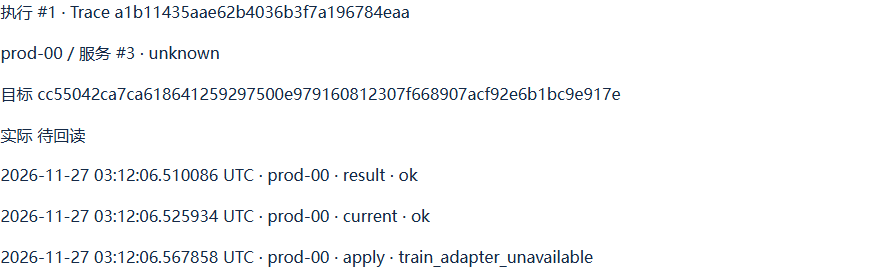 执行 #1 · Trace a1b11435aae62b4036b3f7a196784eaa
prod-00 / 服务 #3 · unknown
目标 cc55042ca7ca618641259297500e979160812307f668907acf92e6b1bc9e917e
实际 待回读
2026-11-27 03:12:06.510086 UTC · prod-00 · result · ok
2026-11-27 03:12:06.525934 UTC · prod-00 · current · ok
2026-11-27 03:12:06.567858 UTC · prod-00 · apply · train_adapter_unavailable